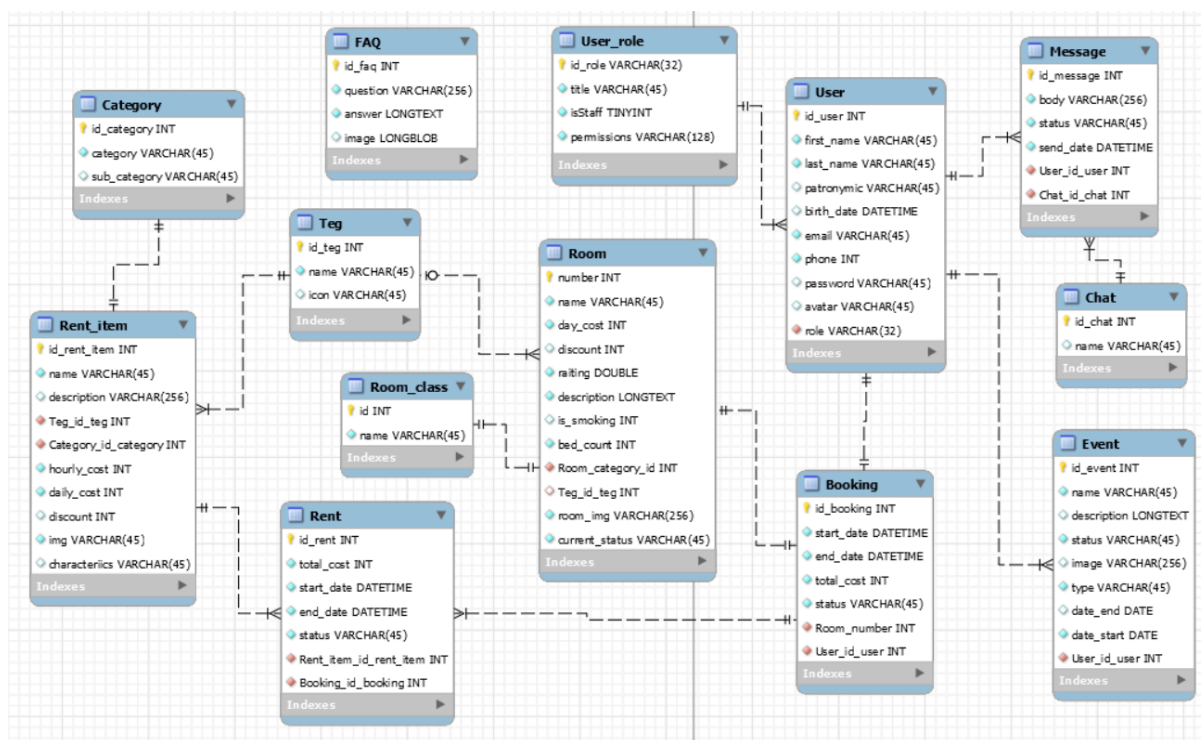 FAQ
id_faq INT
question VARCHAR(256)
answer LONGTEXT
image LONGBLOB
Indexes
User_role
id_role VARCHAR(32)
title VARCHAR(45)
isStaff TINYINT
permissions VARCHAR(128)
Indexes
Message
id_message INT
body VARCHAR(256)
status VARCHAR(45)
send_date DATETIME
User_id_user INT
Chat_id_chat INT
Indexes
Category
id_category INT
category VARCHAR(45)
sub_category VARCHAR(45)
Indexes
User
id_user INT
first_name VARCHAR(45)
last_name VARCHAR(45)
patronymic VARCHAR(45)
birth_date DATETIME
email VARCHAR(45)
phone INT
password VARCHAR(45)
avatar VARCHAR(45)
role VARCHAR(32)
Indexes
Teg
id_teg INT
name VARCHAR(45)
icon VARCHAR(45)
Indexes
Room
number INT
name VARCHAR(45)
day_cost INT
discount INT
raiting DOUBLE
description LONGTEXT
is_smoking INT
bed_count INT
Room_category_id INT
Teg_id_teg INT
room_img VARCHAR(256)
current_status VARCHAR(45)
Indexes
Chat
id_chat INT
name VARCHAR(45)
Indexes
Rent_item
id_rent_item INT
name VARCHAR(45)
description VARCHAR(256)
Teg_id_teg INT
Category_id_category INT
hourly_cost INT
daily_cost INT
discount INT
img VARCHAR(45)
characteriics VARCHAR(45)
Indexes
Room_class
id INT
name VARCHAR(45)
Indexes
Event
id_event INT
name VARCHAR(45)
description LONGTEXT
status VARCHAR(45)
image VARCHAR(256)
type VARCHAR(45)
date_end DATE
date_start DATE
User_id_user INT
Indexes
Booking
id_booking INT
start_date DATETIME
end_date DATETIME
total_cost INT
status VARCHAR(45)
Room_number INT
User_id_user INT
Indexes
Rent
id_rent INT
total_cost INT
start_date DATETIME
end_date DATETIME
status VARCHAR(45)
Rent_item_id_rent_item INT
Booking_id_booking INT
Indexes